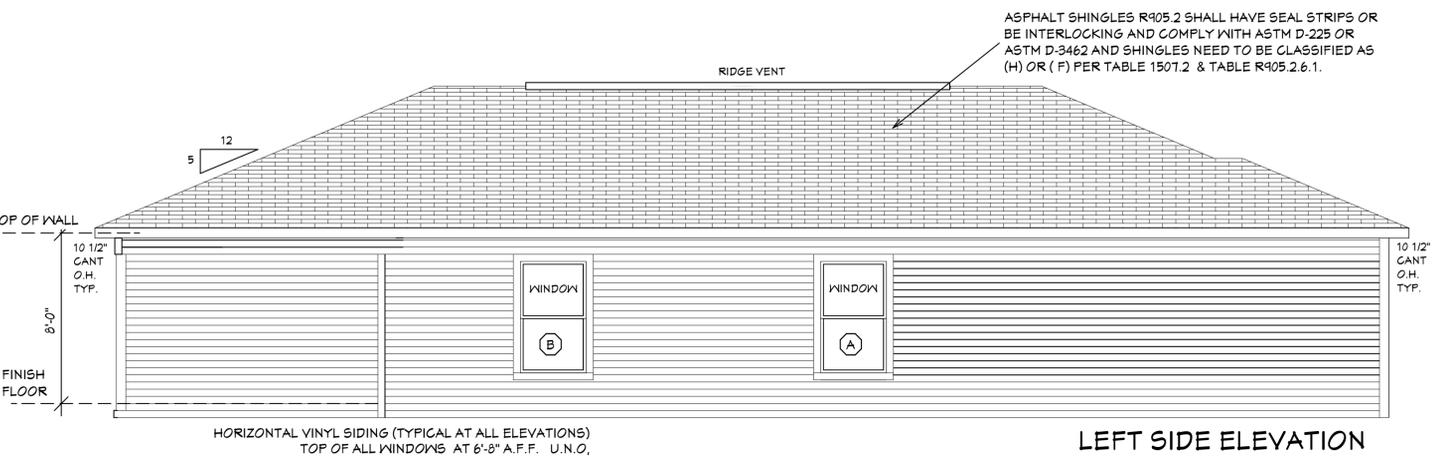 ASPHALT SHINGLES R905.2 SHALL HAVE SEAL STRIPS OR
BE INTERLOCKING AND COMPLY WITH ASTM D-225 OR
ASTM D-3462 AND SHINGLES NEED TO BE CLASSIFIED AS
(H) OR ( F) PER TABLE 1507.2 & TABLE R905.2.6.1.
RIDGE VENT
12
5
OP OF WALL
10 1/2"
CANT
O.H.
TYP.
10 1/2"
CANT
O.H.
TYP.
WINDOW
WINDOW
8'-0"
B
A
FINISH
FLOOR
HORIZONTAL VINYL SIDING (TYPICAL AT ALL ELEVATIONS)
TOP OF ALL WINDOWS AT 6'-8" A.F.F. U.N.O,
LEFT SIDE ELEVATION